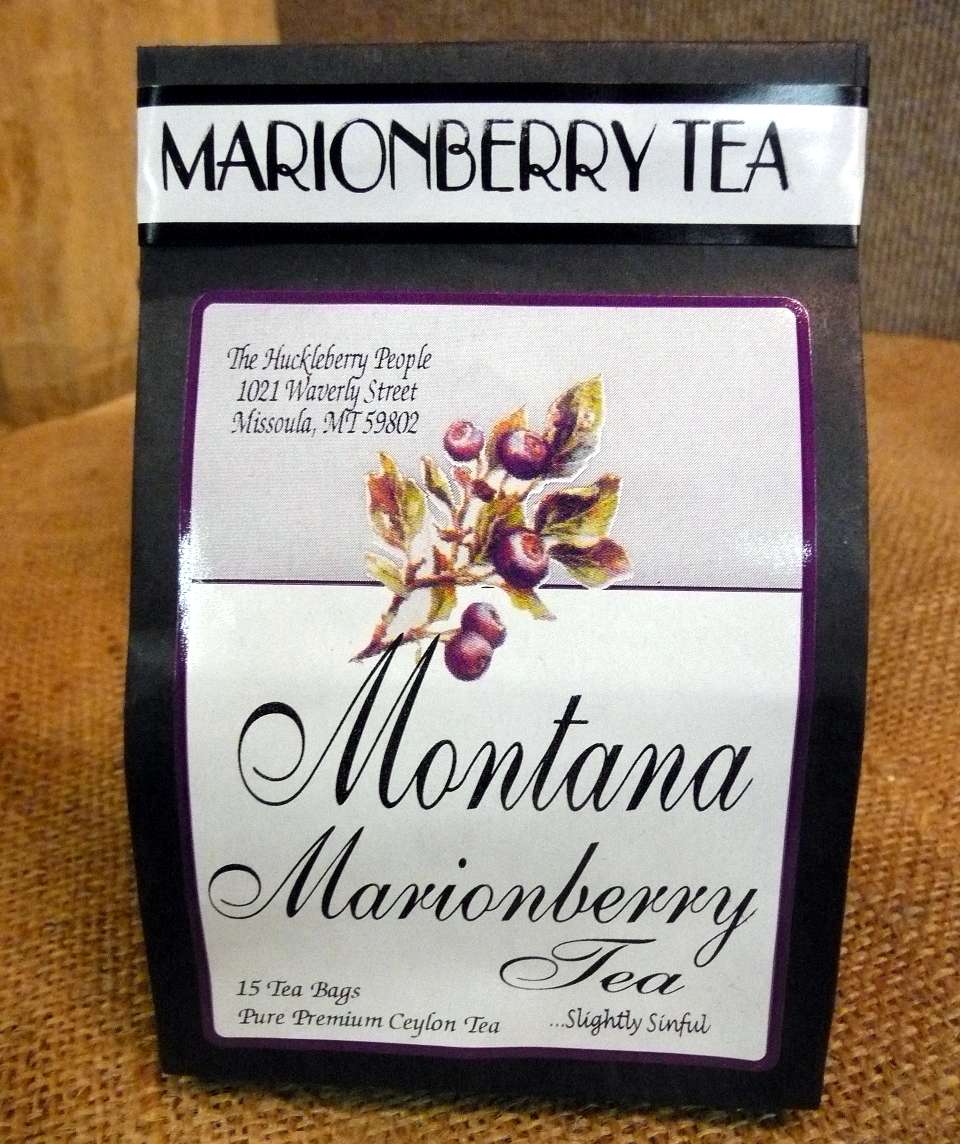 MARIONBERRY TEA
The Huckleberry People
1021 Waverly Street
Missoula, MT 59802
Montana
Marionberry
Tea
15 Tea Bags
Pure Premium Ceylon Tea
...Slightly Sinful